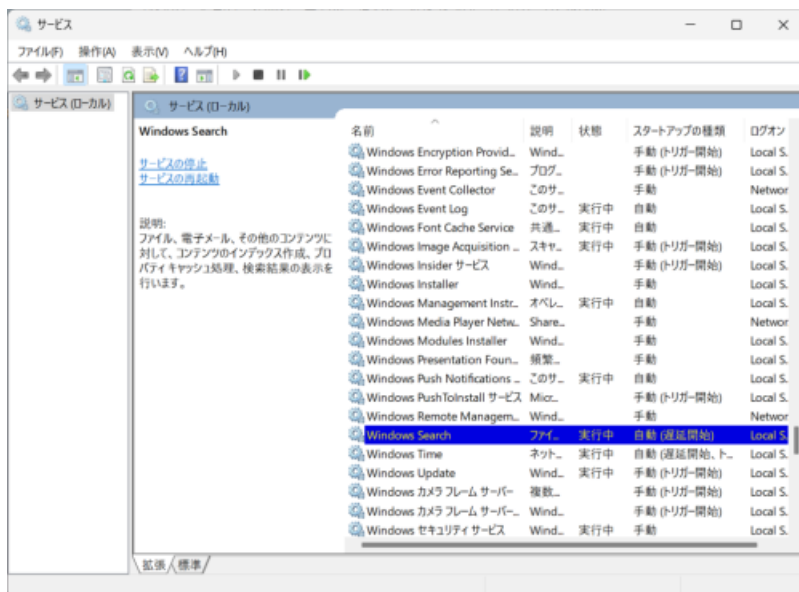 サービス
ファイル(F) 操作(A) 表示(V) ヘルプ(H)
サービス (ローカル)
サービス (ローカル)
Windows Search
サービスの停止
サービスの再起動
説明:
ファイル、電子メール、その他のコンテンツに
対して、コンテンツのインデックス作成、プロ
パティ キャッシュ処理、検索結果の表示を
行います。
名前 説明 状態 スタートアップの種類 ログオン
Windows Encryption Provid... Wind... 手動 (トリガー開始) Local S
Windows Error Reporting Se... プログ... 手動 (トリガー開始) Local S
Windows Event Collector このサ... 手動 Networ
Windows Event Log このサ... 実行中 自動 Local S
Windows Font Cache Service 共通... 実行中 自動 Local S
Windows Image Acquisition ... スキャ... 実行中 手動 (トリガー開始) Local S
Windows Insider サービス Wind... 手動 (トリガー開始) Local S
Windows Installer Wind... 手動 Local S
Windows Management Instr... オペレ... 実行中 自動 Local S
Windows Media Player Netw... Share... 手動 Networ
Windows Modules Installer Wind... 手動 Local S
Windows Presentation Foun... 頻繁... 手動 Local S
Windows Push Notifications ... このサ... 実行中 自動 Local S
Windows PushToInstall サービス Micr... 手動 (トリガー開始) Local S
Windows Remote Managem... Wind... 手動 Networ
Windows Search ファイ... 実行中 自動 (遅延開始) Local S
Windows Time ネット... 実行中 自動 (遅延開始、ト... Local S
Windows Update Wind... 実行中 手動 (トリガー開始) Local S
Windows カメラ フレーム サーバー 複数... 手動 (トリガー開始) Local S
Windows カメラ フレーム サーバー... Wind... 手動 (トリガー開始) Local S
Windows セキュリティ サービス Wind... 実行中 手動 Local S
拡張 標準